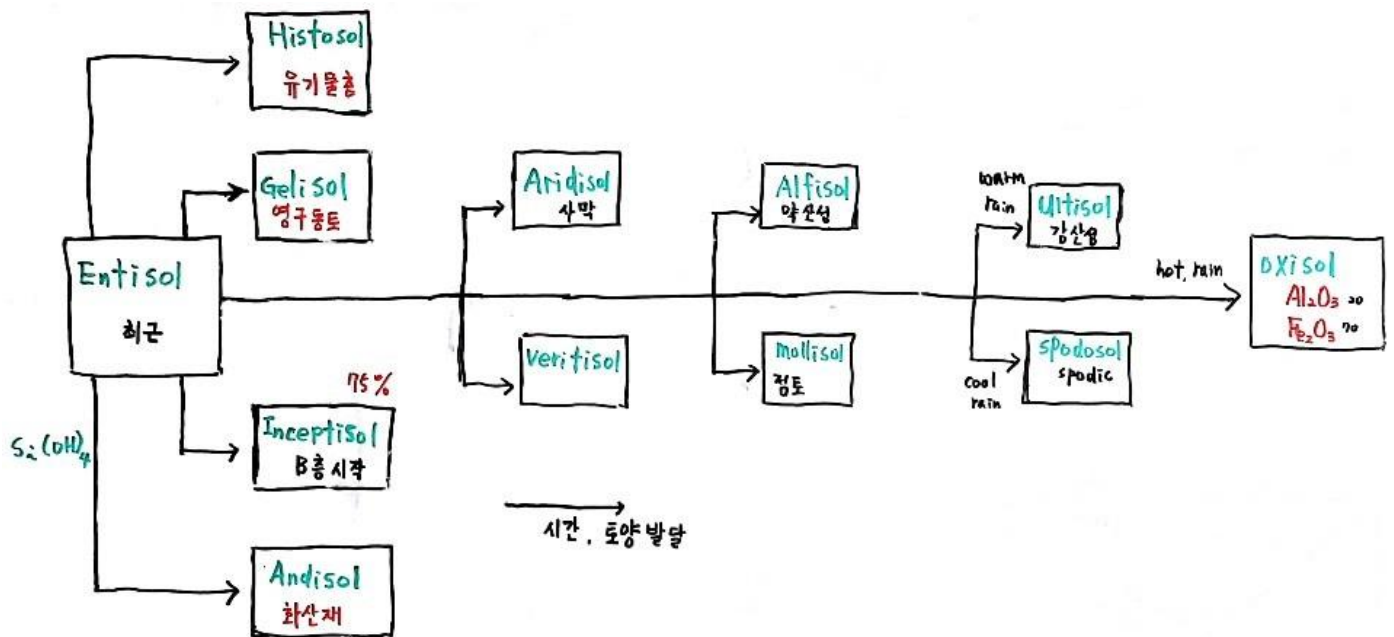 Histosol
유기물층
Gelisol
영구동토
Entisol
최근
Si(OH)4
75%
Inceptisol
B층 시작
Andisol
화산재
Aridisol
사막
Veritisol
시간, 토양 발달
Alfisol
약산성
mollisol
점토
warm
rain
Ultisol
강산성
cool
rain
spodosol
spodic
hot, rain
OXisol
Al₂O₃ 20
Fe₂O₃ 70